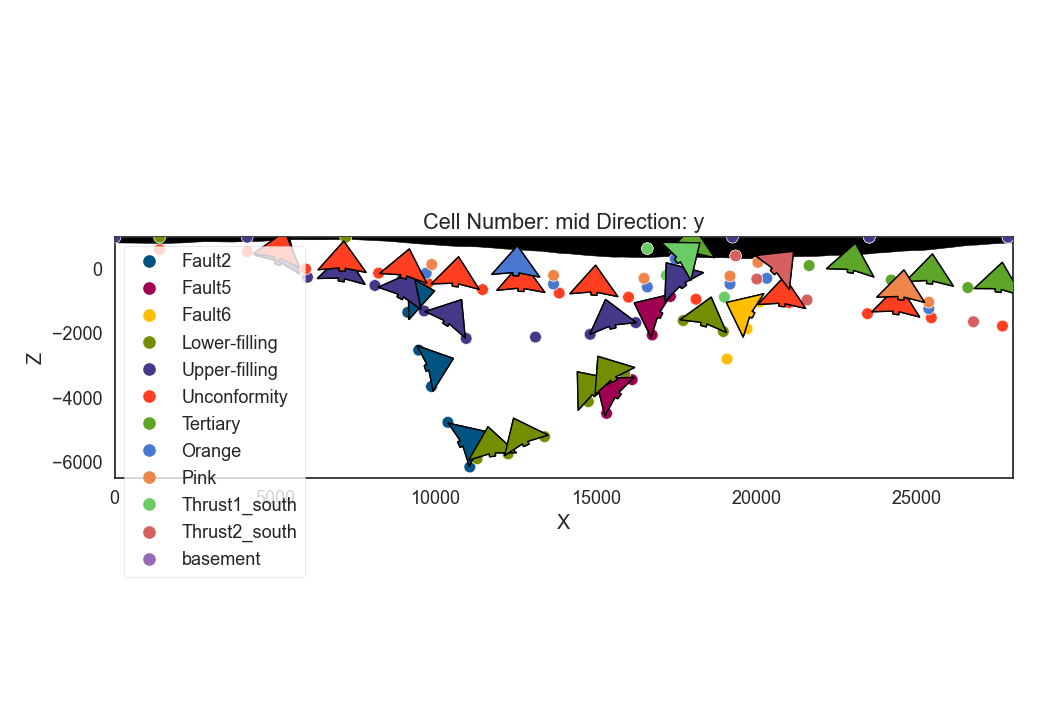 Cell Number: mid Direction: y
Z
0
−2000
−4000
−6000
0
5000
10000
15000
20000
25000
X
Fault2
Fault5
Fault6
Lower-filling
Upper-filling
Unconformity
Tertiary
Orange
Pink
Thrust1_south
Thrust2_south
basement